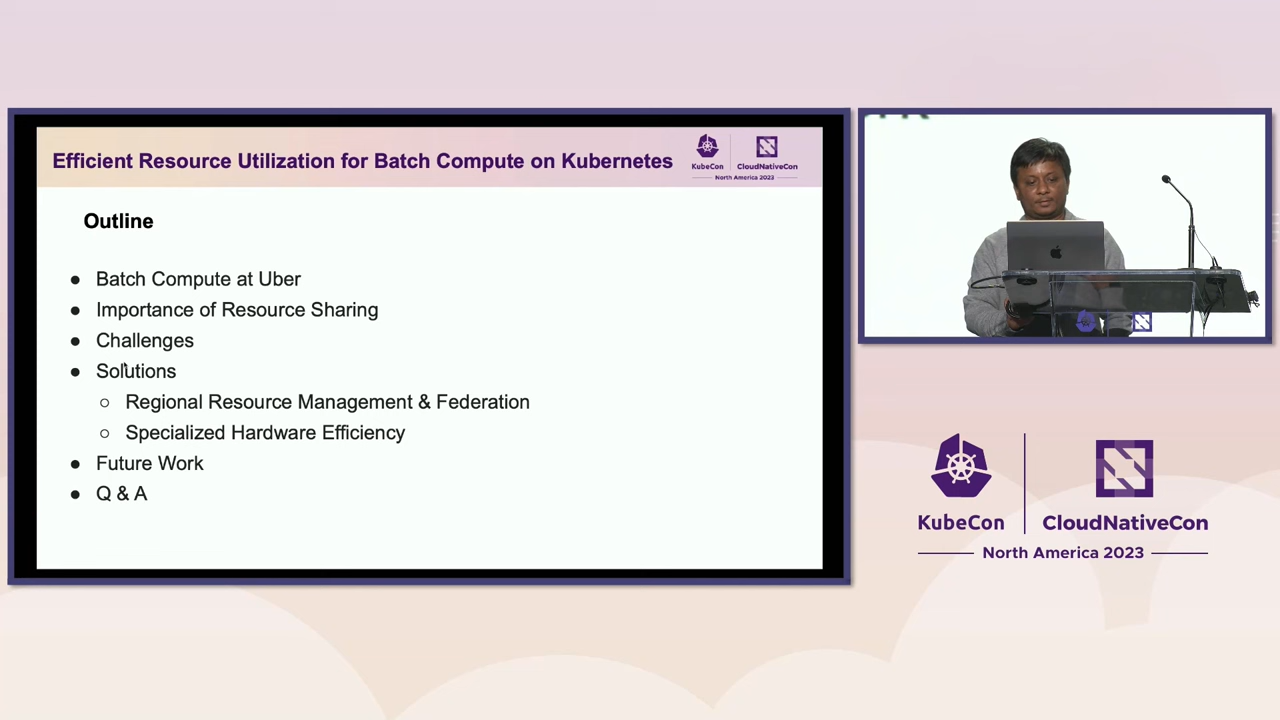 Efficient Resource Utilization for Batch Compute on Kubernetes
KubeCon
CloudNativeCon
North America 2023
Outline
● Batch Compute at Uber
● Importance of Resource Sharing
● Challenges
● Solutions
○ Regional Resource Management & Federation
○ Specialized Hardware Efficiency
● Future Work
● Q & A
KubeCon
CloudNativeCon
North America 2023